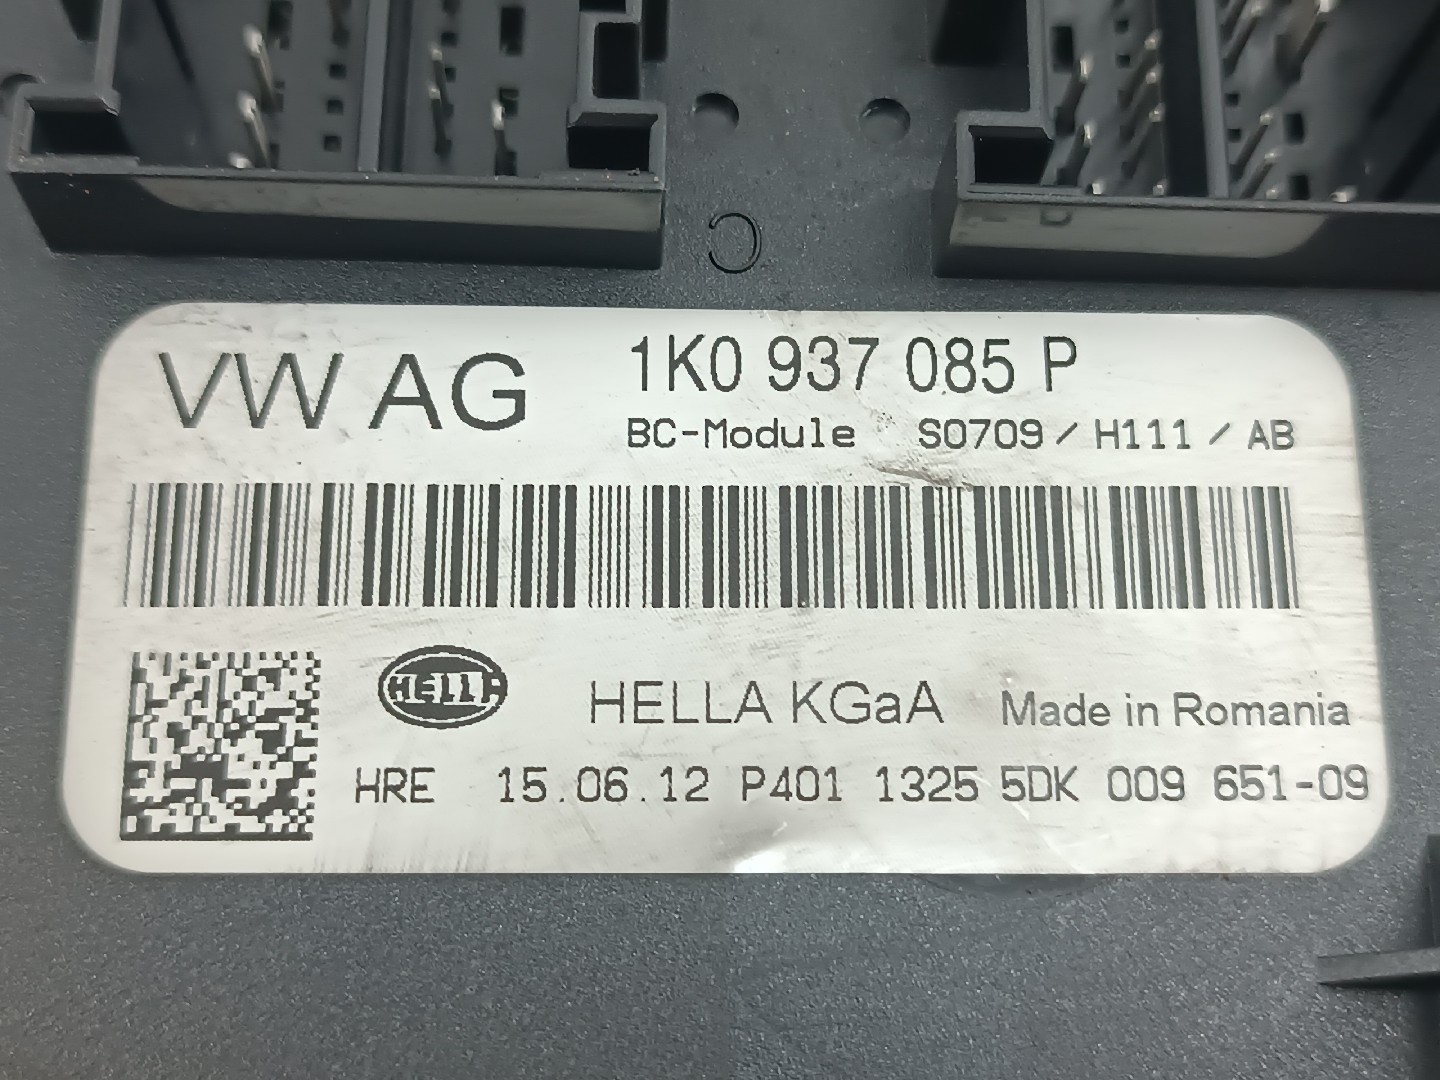 C
VW AG
1K0 937 085 P
BC-Module S0709 / H111 / AB
HELLA
HELLA KGaA Made in Romania
HRE 15.06.12 P401 1325 5DK 009 651-09